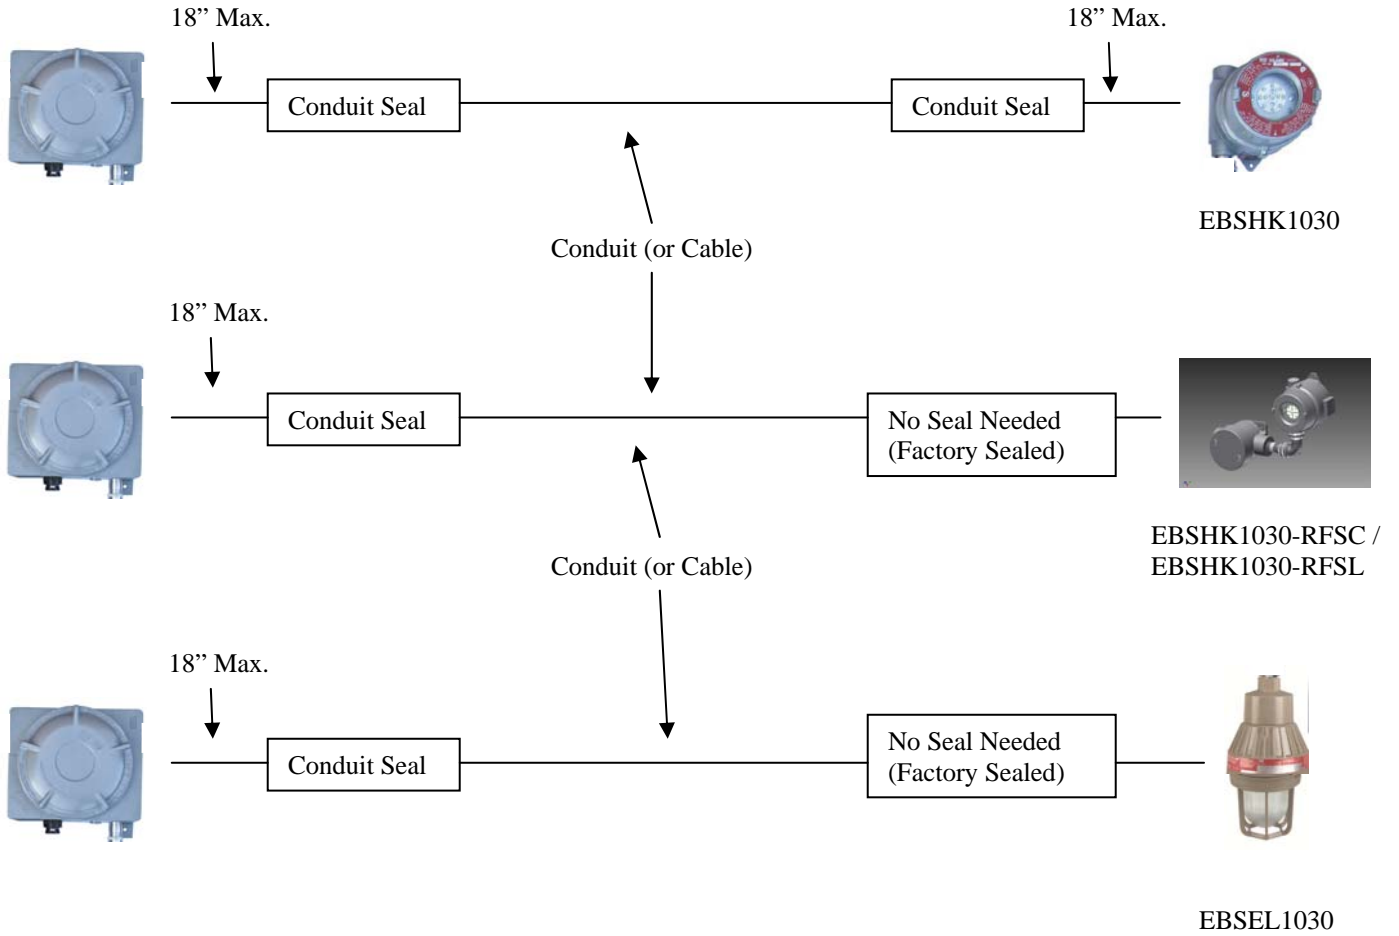 18” Max.
18” Max.
Conduit Seal
Conduit Seal
EBSHK1030
Conduit (or Cable)
18” Max.
Conduit Seal
No Seal Needed
(Factory Sealed)
EBSHK1030-RFSC /
EBSHK1030-RFSL
Conduit (or Cable)
18” Max.
Conduit Seal
No Seal Needed
(Factory Sealed)
EBSEL1030